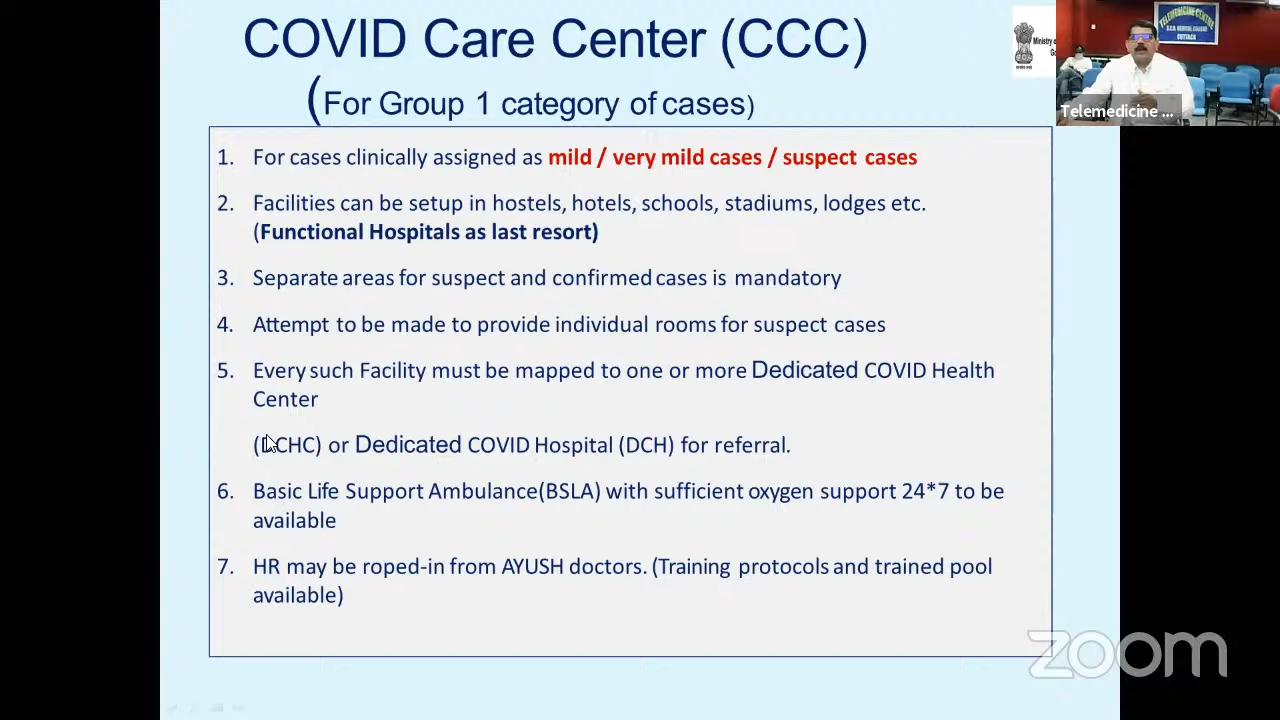 COVID Care Center (CCC)
(For Group 1 category of cases)
Ministry
TELEMEDICINE CENTRE
S.C.B. MEDICAL COLLEGE
CUTTACK
Telemedicine ...
1. For cases clinically assigned as mild / very mild cases / suspect cases
2. Facilities can be setup in hostels, hotels, schools, stadiums, lodges etc.
(Functional Hospitals as last resort)
3. Separate areas for suspect and confirmed cases is mandatory
4. Attempt to be made to provide individual rooms for suspect cases
5. Every such Facility must be mapped to one or more Dedicated COVID Health
Center
(DCHC) or Dedicated COVID Hospital (DCH) for referral.
6. Basic Life Support Ambulance(BSLA) with sufficient oxygen support 24*7 to be
available
7. HR may be roped-in from AYUSH doctors. (Training protocols and trained pool
available)
zoom